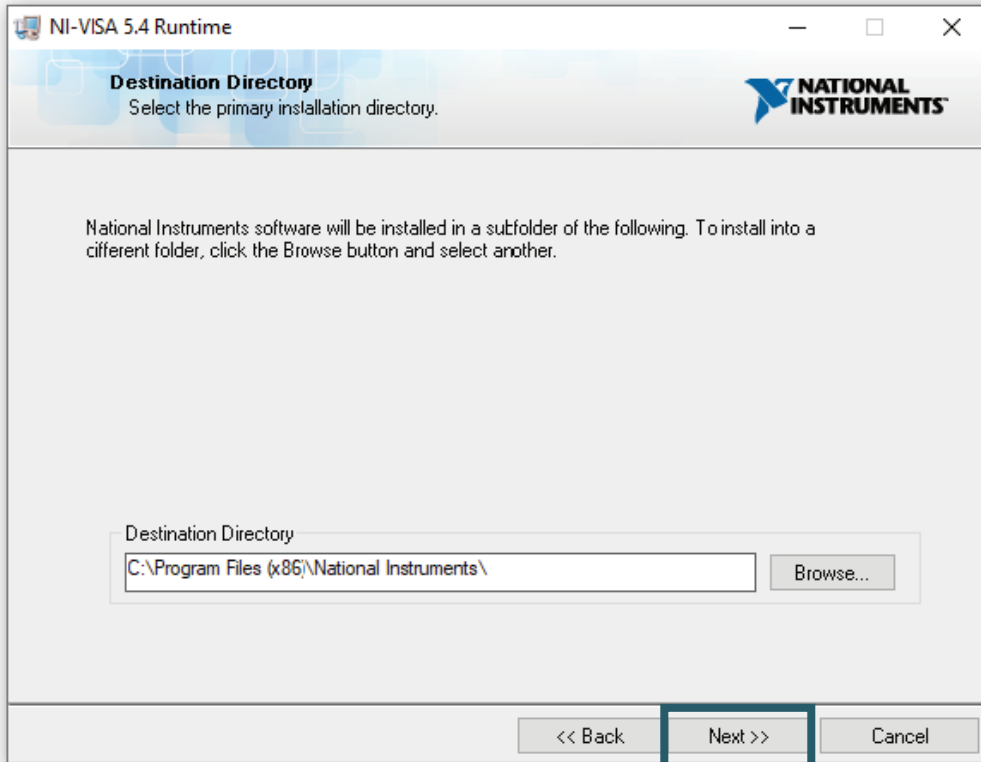 NI-VISA 5.4 Runtime
Destination Directory
Select the primary installation directory.
NATIONAL
INSTRUMENTS™
National Instruments software will be installed in a subfolder of the following. To install into a
different folder, click the Browse button and select another.
Destination Directory
C:\Program Files (x86)\National Instruments\
Browse...
<< Back
Next >>
Cancel